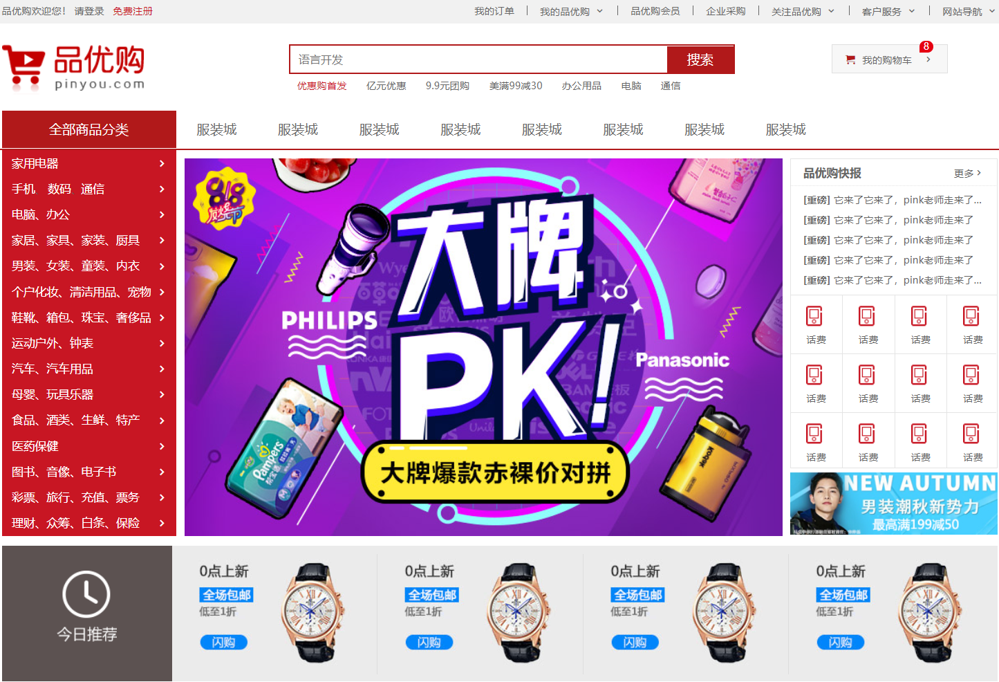 品优购欢迎您! 请登录 免费注册 我的订单 我的品优购 品优购会员 企业采购 关注品优购 客户服务 网站导航
品优购
pinyou.com
语言开发 搜索
8
我的购物车
优惠购首发 亿元优惠 9.9元团购 美满99减30 办公用品 电脑 通信
全部商品分类 服装城 服装城 服装城 服装城 服装城 服装城 服装城 服装城
家用电器
手机、 数码、 通信
电脑、办公
家居、家具、家装、厨具
男装、女装、童装、内衣
个户化妆、清洁用品、宠物
鞋靴、箱包、珠宝、奢侈品
运动户外、钟表
汽车、汽车用品
母婴、玩具乐器
食品、酒类、生鲜、特产
医药保健
图书、音像、电子书
彩票、旅行、充值、票务
理财、众筹、白条、保险
8.8
发烧节
大牌
PK!
PHILIPS
Panasonic
Pampers
帮宝适
Kodak
大牌爆款赤裸价对拼
品优购快报 更多
[重磅] 它来了它来了，pink老师走来了...
[重磅] 它来了它来了，pink老师走来了
[重磅] 它来了它来了，pink老师走来了
[重磅] 它来了它来了，pink老师走来了
[重磅] 它来了它来了，pink老师走来了...
话费 话费 话费 话费
话费 话费 话费 话费
话费 话费 话费 话费
NEW AUTUMN
男装潮秋新势力
最高满199减50
今日推荐
0点上新 0点上新 0点上新 0点上新
全场包邮 全场包邮 全场包邮 全场包邮
低至1折 低至1折 低至1折 低至1折
闪购 闪购 闪购 闪购